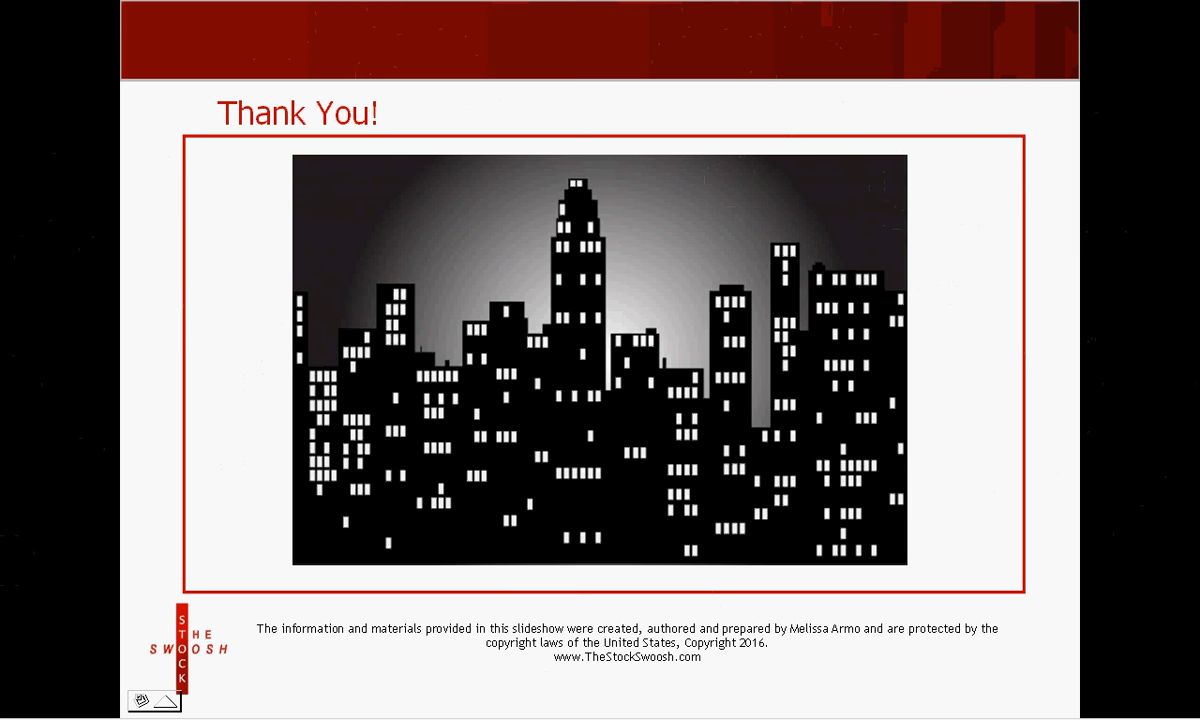 Thank You!
THE
STOCK
SWOOSH
The information and materials provided in this slideshow were created, authored and prepared by Melissa Armo and are protected by the
copyright laws of the United States, Copyright 2016.
www.TheStockSwoosh.com